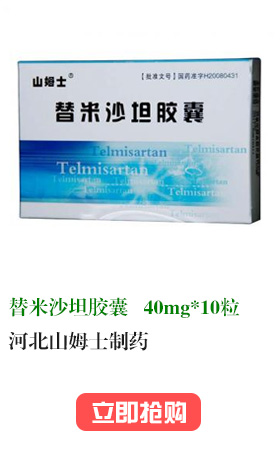 山姆士®
【批准文号】国药准字H20080431
替米沙坦胶囊
Telmisartan
Telmisartan
Telmisartan
替米沙坦胶囊 40mg*10粒
河北山姆士制药
立即抢购